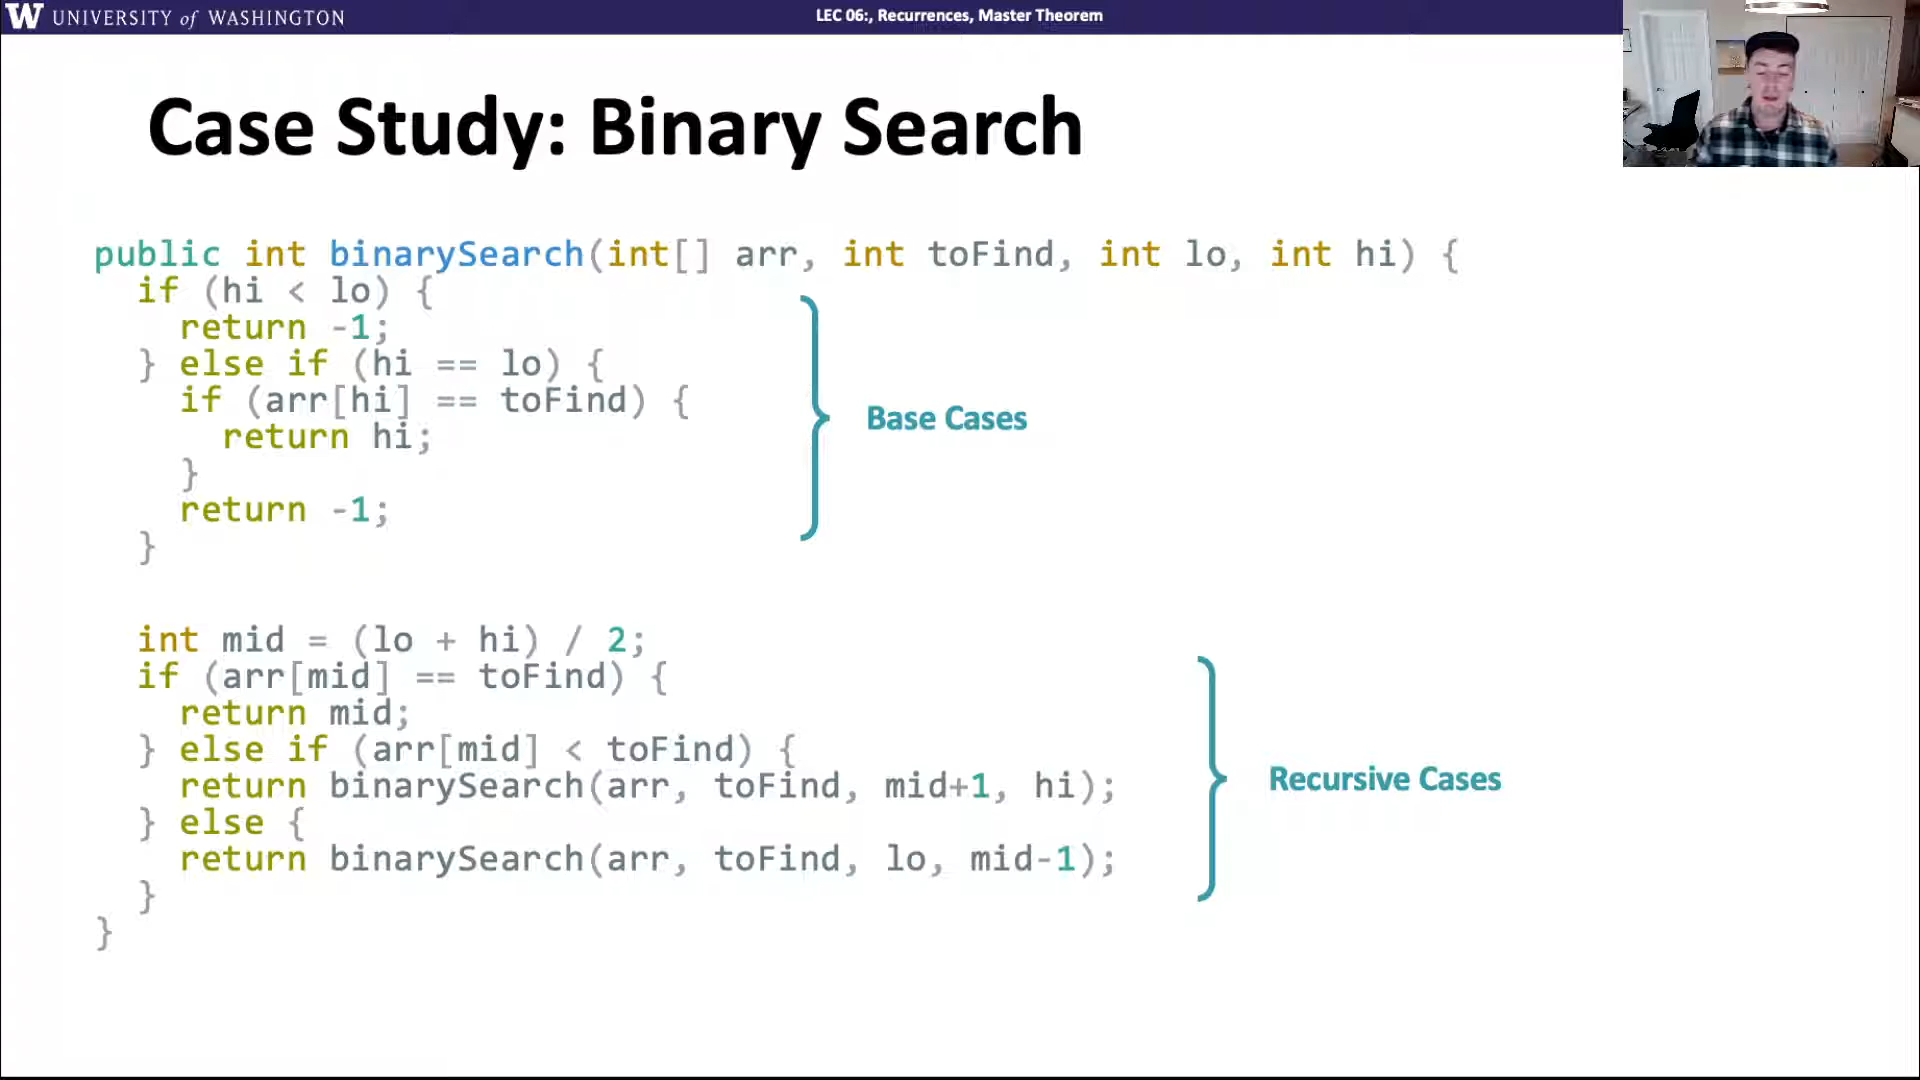 W UNIVERSITY of WASHINGTON
LEC 06:, Recurrences, Master Theorem
Case Study: Binary Search
public int binarySearch(int[] arr, int toFind, int lo, int hi) {
if (hi < lo) {
return -1;
} else if (hi == lo) {
if (arr[hi] == toFind) {
return hi;
}
return -1;
}
Base Cases
int mid = (lo + hi) / 2;
if (arr[mid] == toFind) {
return mid;
} else if (arr[mid] < toFind) {
return binarySearch(arr, toFind, mid+1, hi);
} else {
return binarySearch(arr, toFind, lo, mid-1);
}
}
Recursive Cases